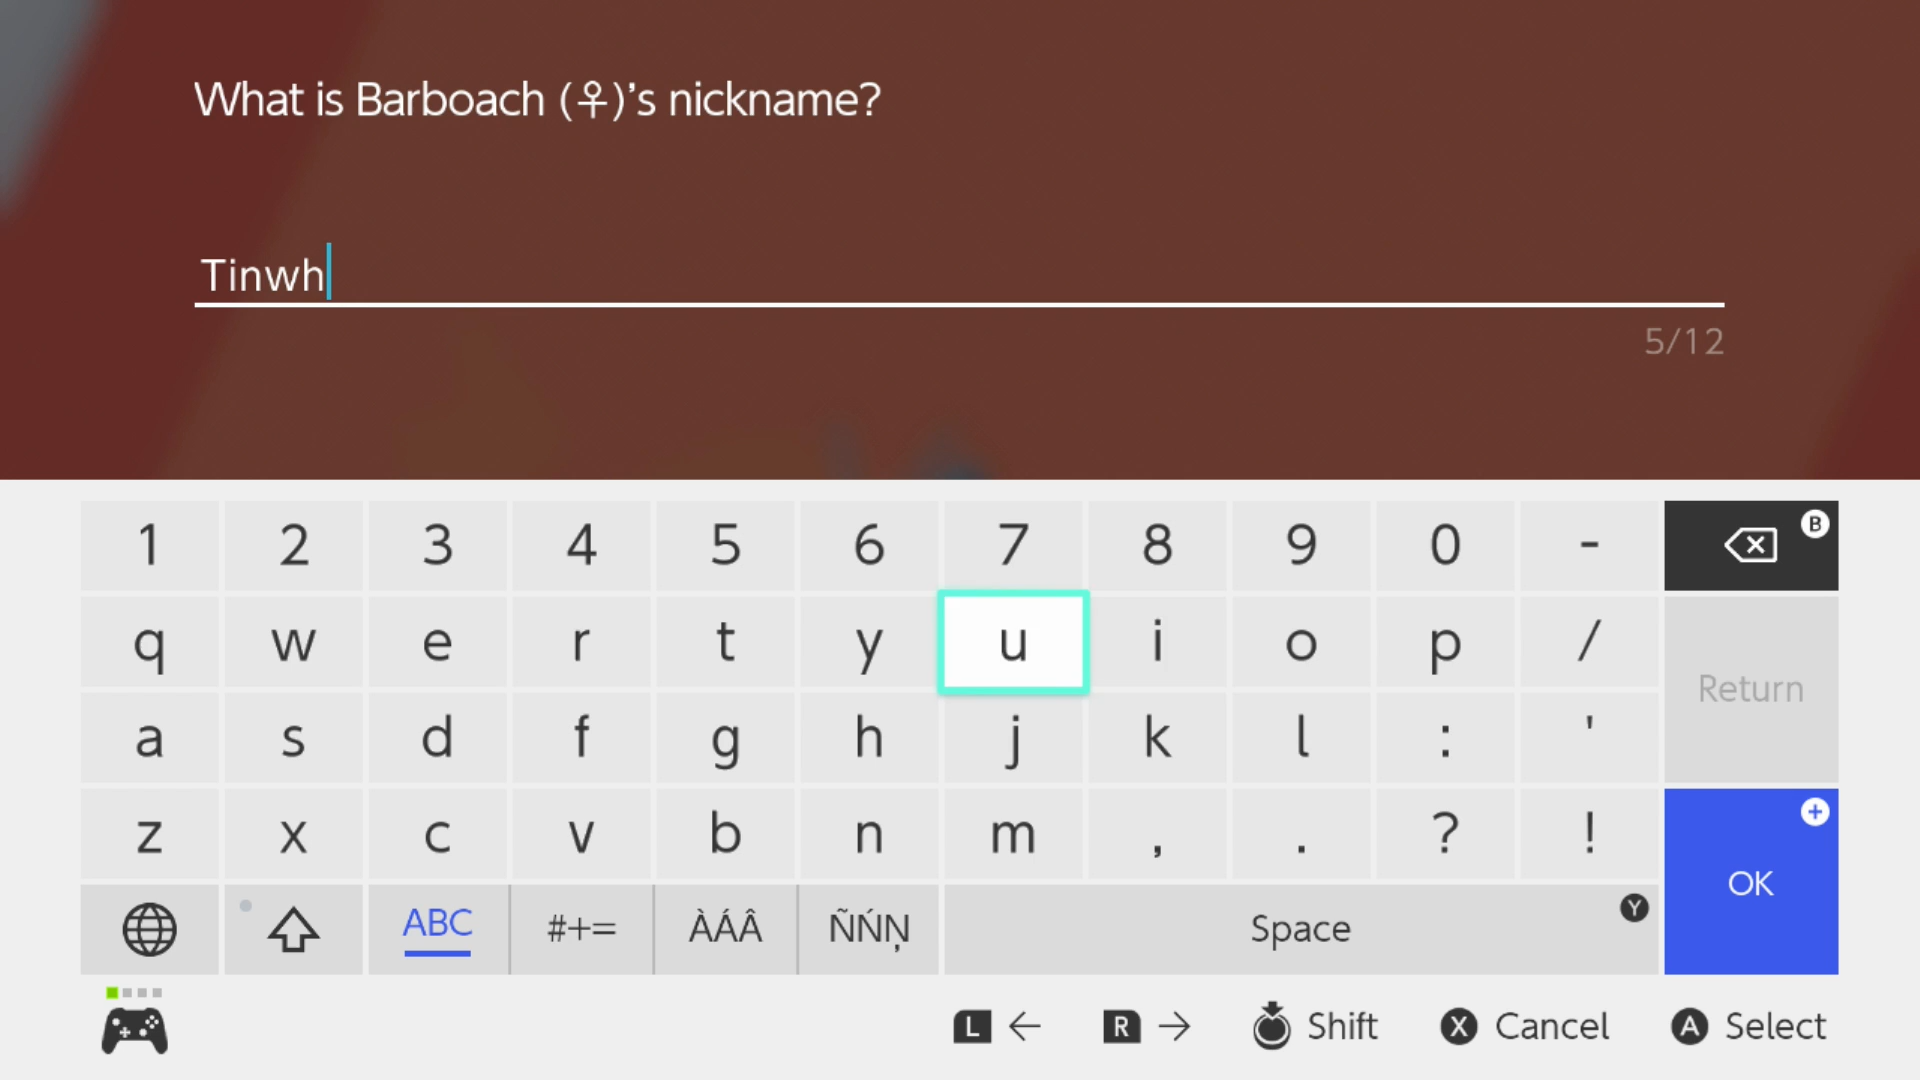 What is Barboach (♀)’s nickname?
Tinwh
5/12
1 2 3 4 5 6 7 8 9 0 - B
q w e r t y u i o p /
Return
a s d f g h j k l : '
z x c v b n m , . ? ! +
OK
ABC #+= ÀÁÂ ÑŃŅ Space Y
L ← R → Shift X Cancel A Select